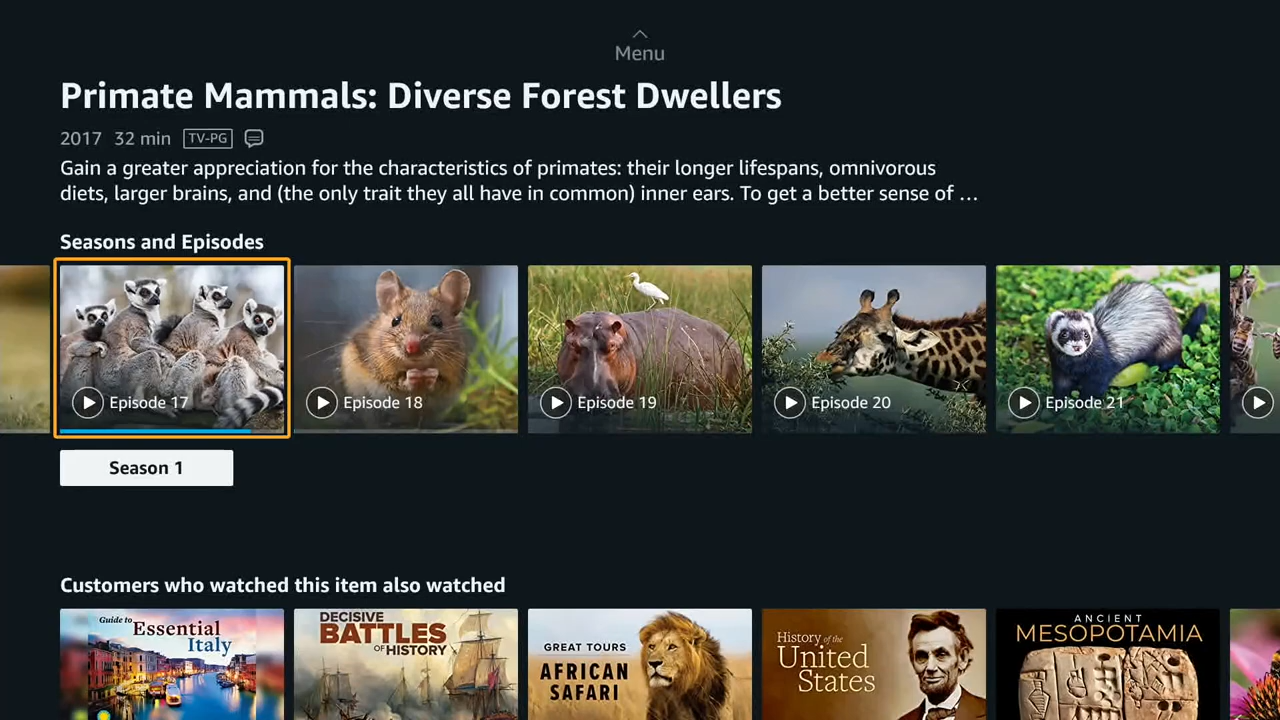 Menu
Primate Mammals: Diverse Forest Dwellers
2017 32 min TV-PG
Gain a greater appreciation for the characteristics of primates: their longer lifespans, omnivorous
diets, larger brains, and (the only trait they all have in common) inner ears. To get a better sense of …
Seasons and Episodes
Episode 17
Episode 18
Episode 19
Episode 20
Episode 21
Season 1
Customers who watched this item also watched
Guide to
Essential
Italy
DECISIVE
BATTLES
OF HISTORY
GREAT TOURS
AFRICAN
SAFARI
History of the
United
States
ANCIENT
MESOPOTAMIA